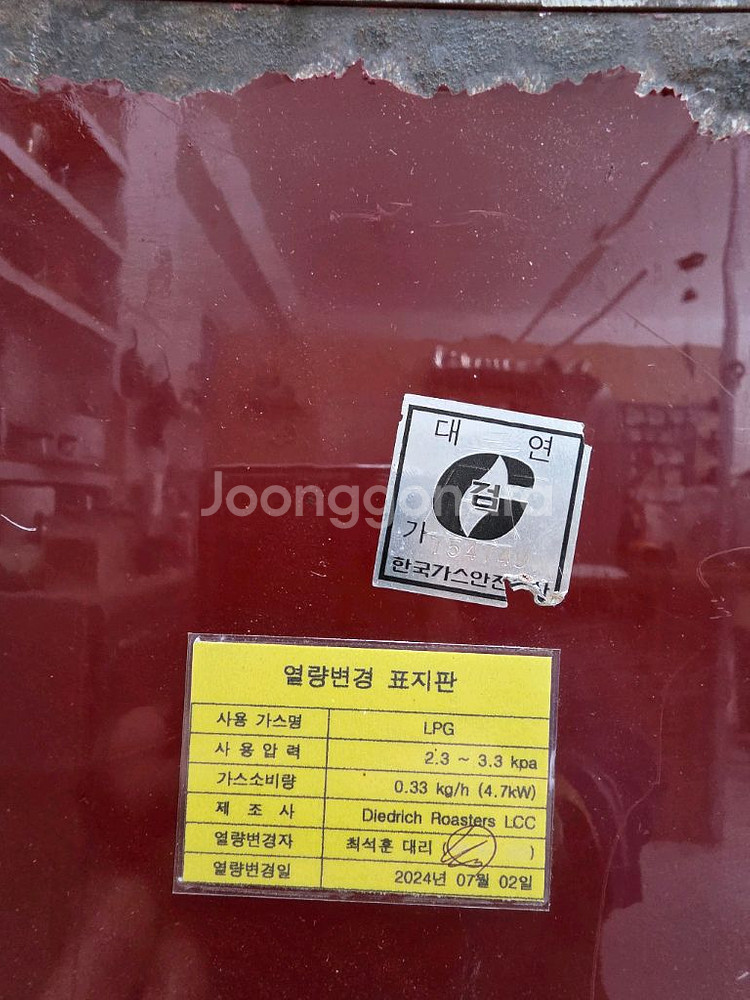 대 연
검
가
한국가스안전
Joonggonara
열량변경 표지판
사용 가스명 LPG
사 용 압 력 2.3 ~ 3.3 kpa
가스소비량 0.33 kg/h (4.7kW)
제 조 사 Diedrich Roasters LCC
열량변경자 최석훈 대리 )
열량변경일 2024년 07월 02일